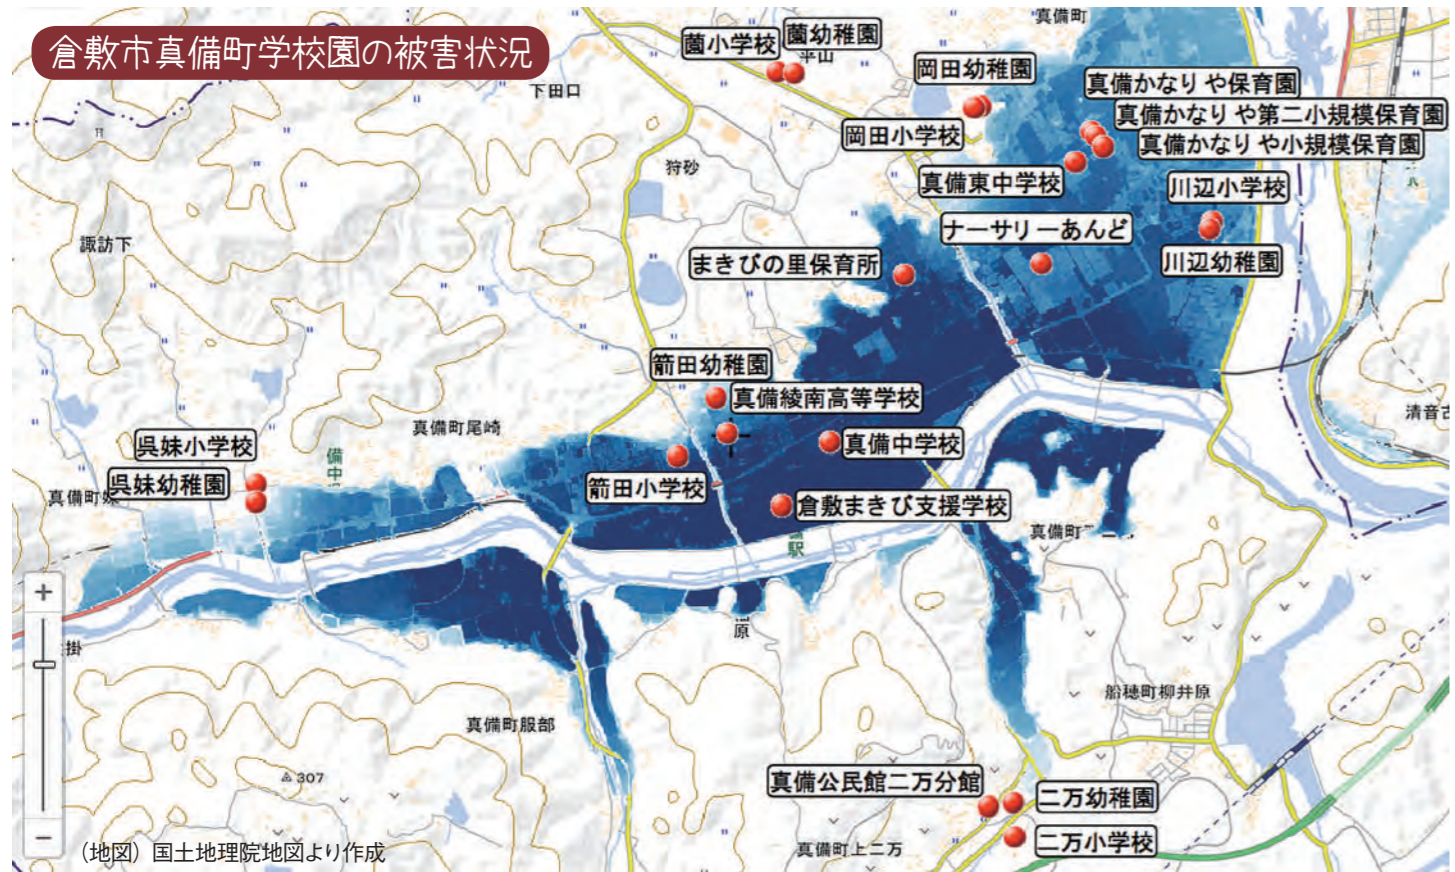 倉敷市真備町学校園の被害状況
真備町
薗小学校
薗幼稚園
下田口
岡田幼稚園
真備かなりや保育園
真備かなりや第二小規模保育園
岡田小学校
真備かなりや小規模保育園
狩砂
真備東中学校
川辺小学校
諏訪下
ナーサリーあんど
まきびの里保育所
川辺幼稚園
箭田幼稚園
真備綾南高等学校
清音古
真備町尾崎
呉妹小学校
備中
真備中学校
呉妹幼稚園
箭田小学校
倉敷まきび支援学校
駅
+
原
掛
船穂町柳井原
真備町服部
307
真備公民館二万分館
二万幼稚園
−
二万小学校
真備町上二万
（地図）国土地理院地図より作成